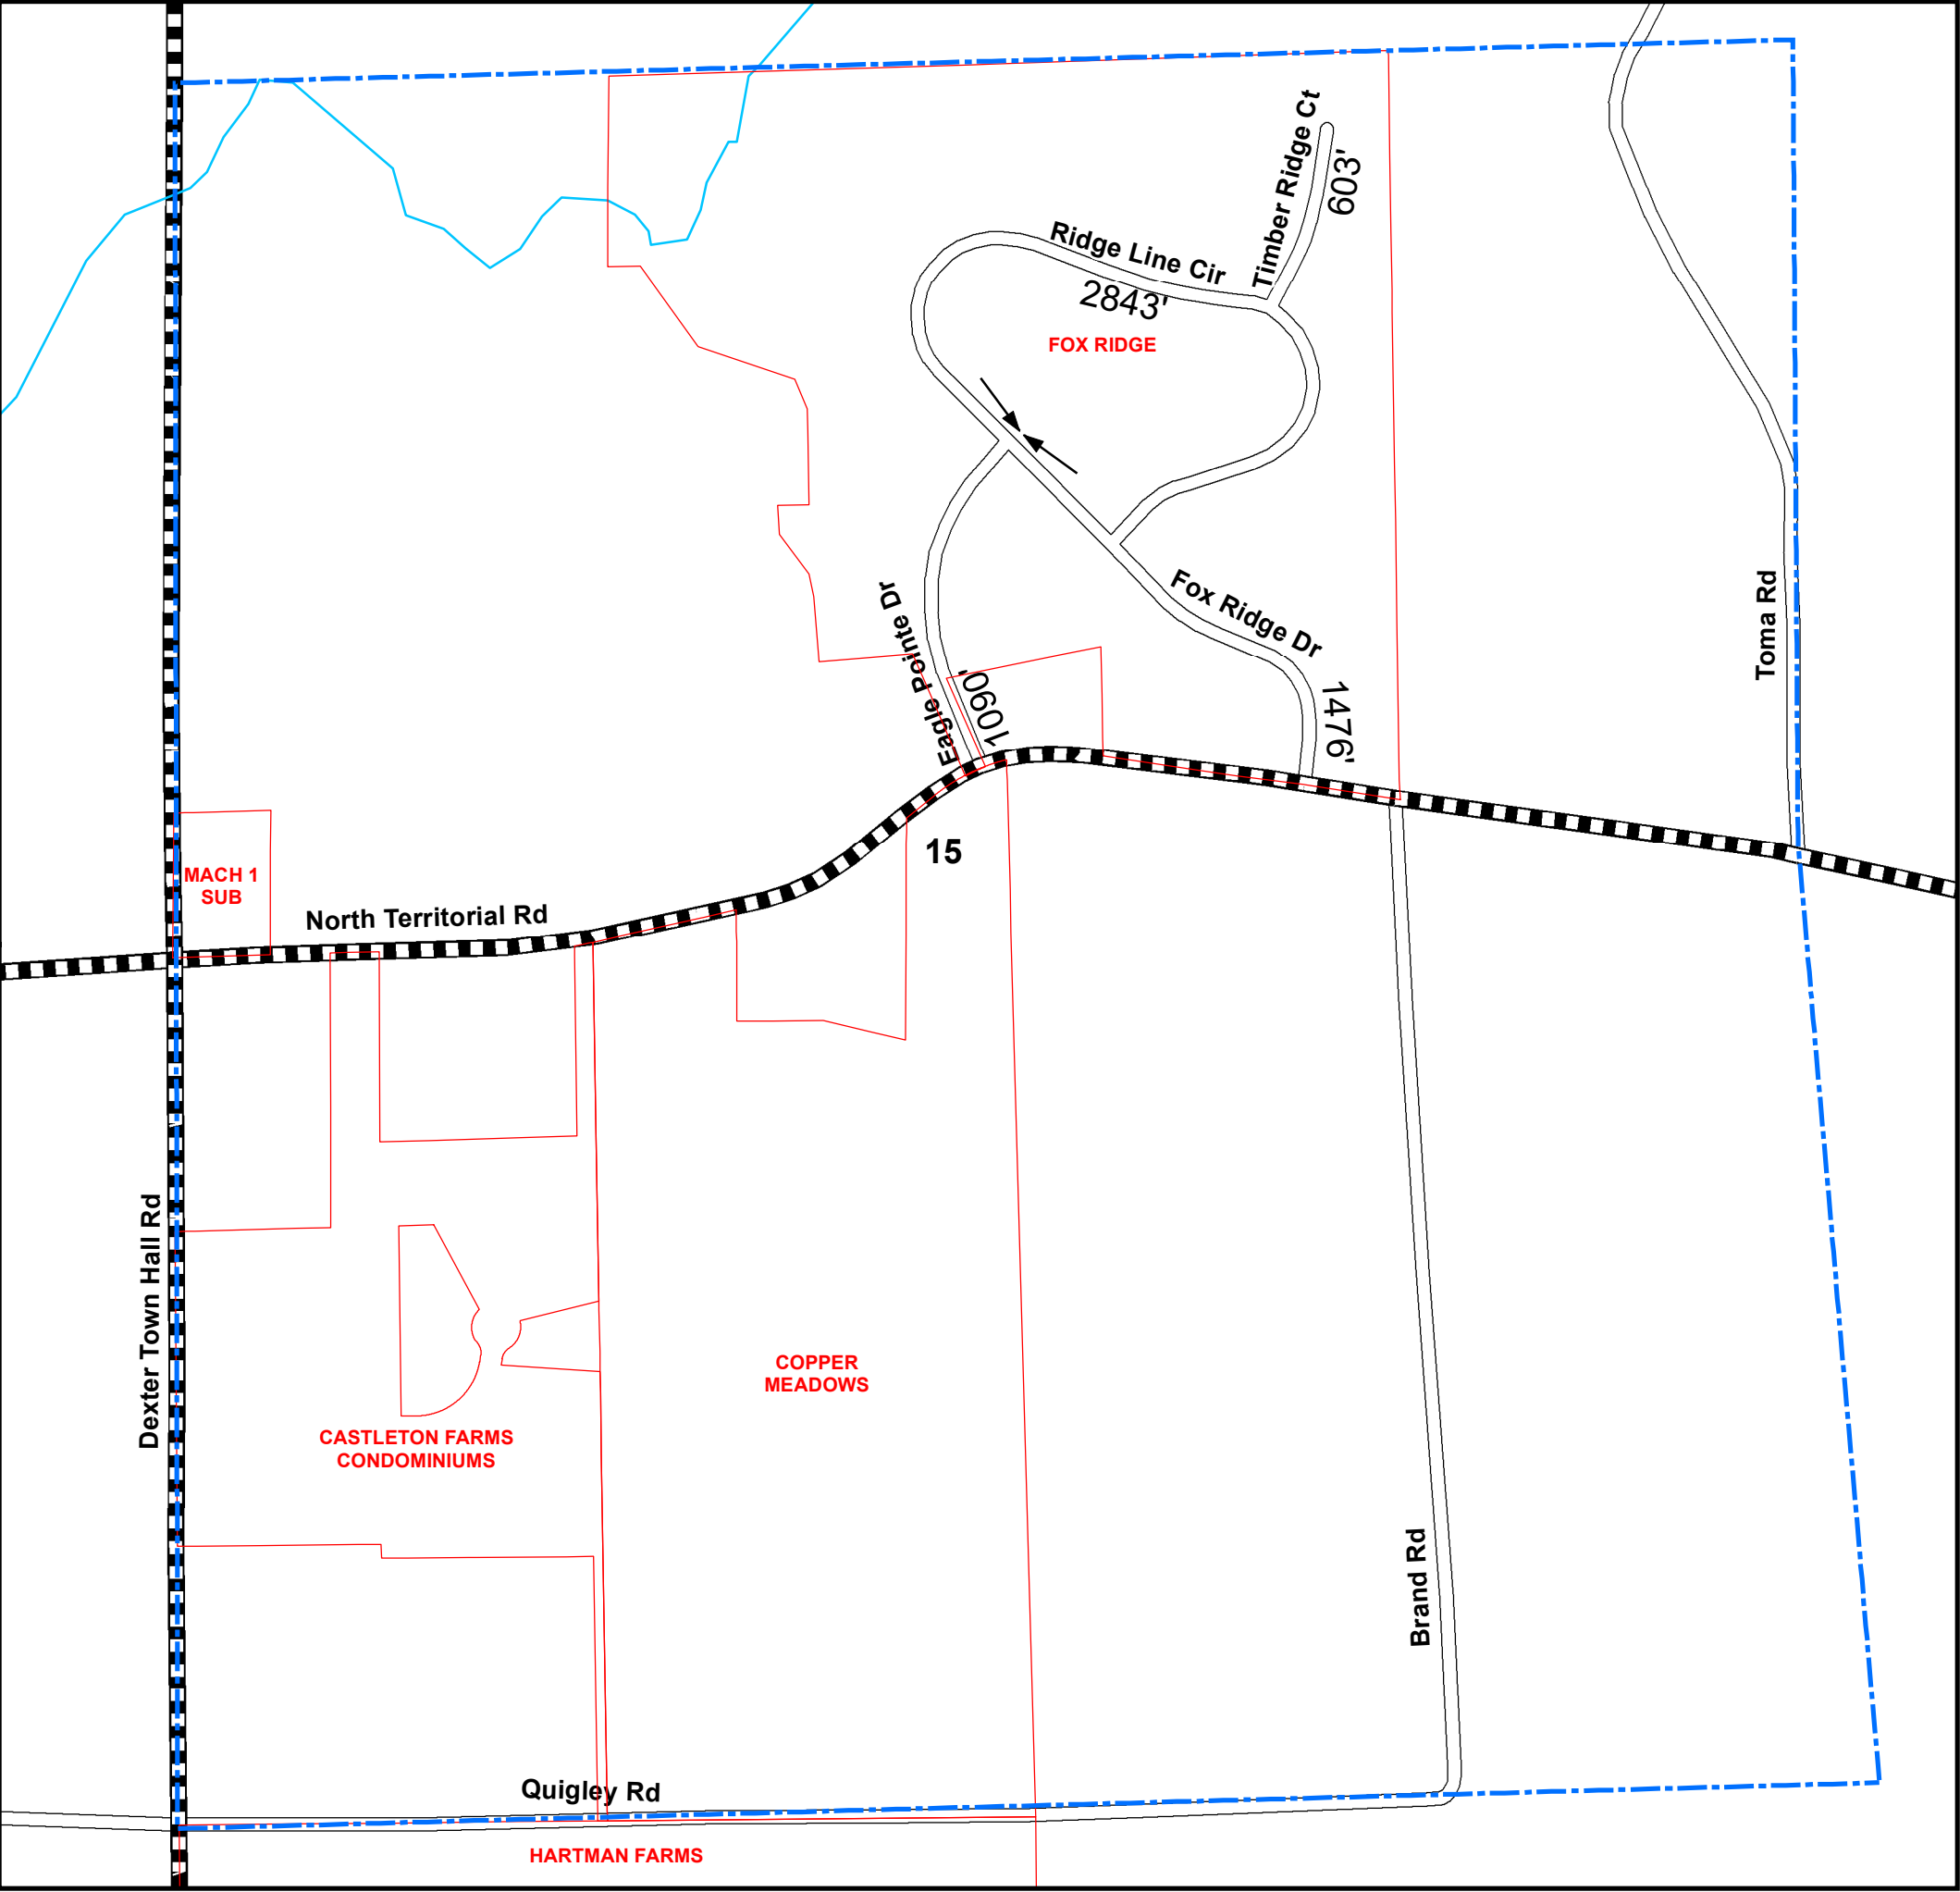 Timber Ridge Ct
603'
Ridge Line Cir
2843'
FOX RIDGE
Fox Ridge Dr
1476'
Eagle Pointe Dr
1090'
Toma Rd
15
MACH 1
SUB
North Territorial Rd
Dexter Town Hall Rd
COPPER
MEADOWS
CASTLETON FARMS
CONDOMINIUMS
Brand Rd
Quigley Rd
HARTMAN FARMS